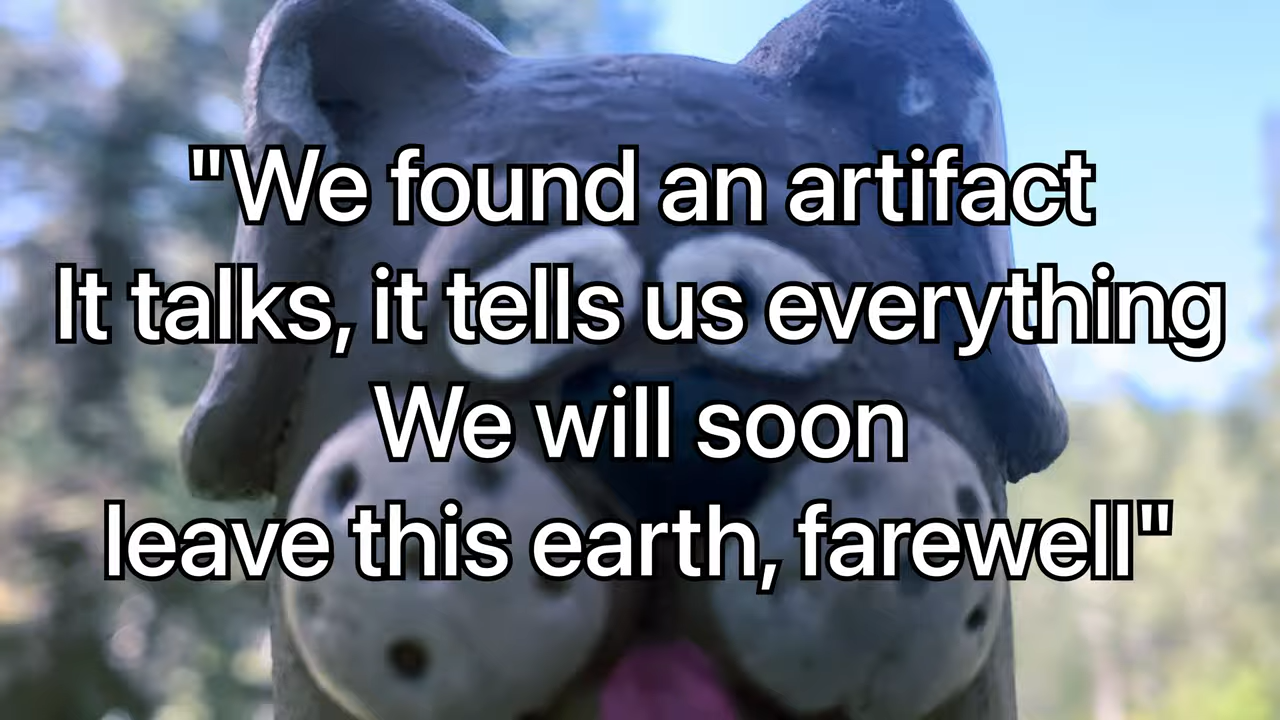 "We found an artifact
It talks, it tells us everything
We will soon
leave this earth, farewell"